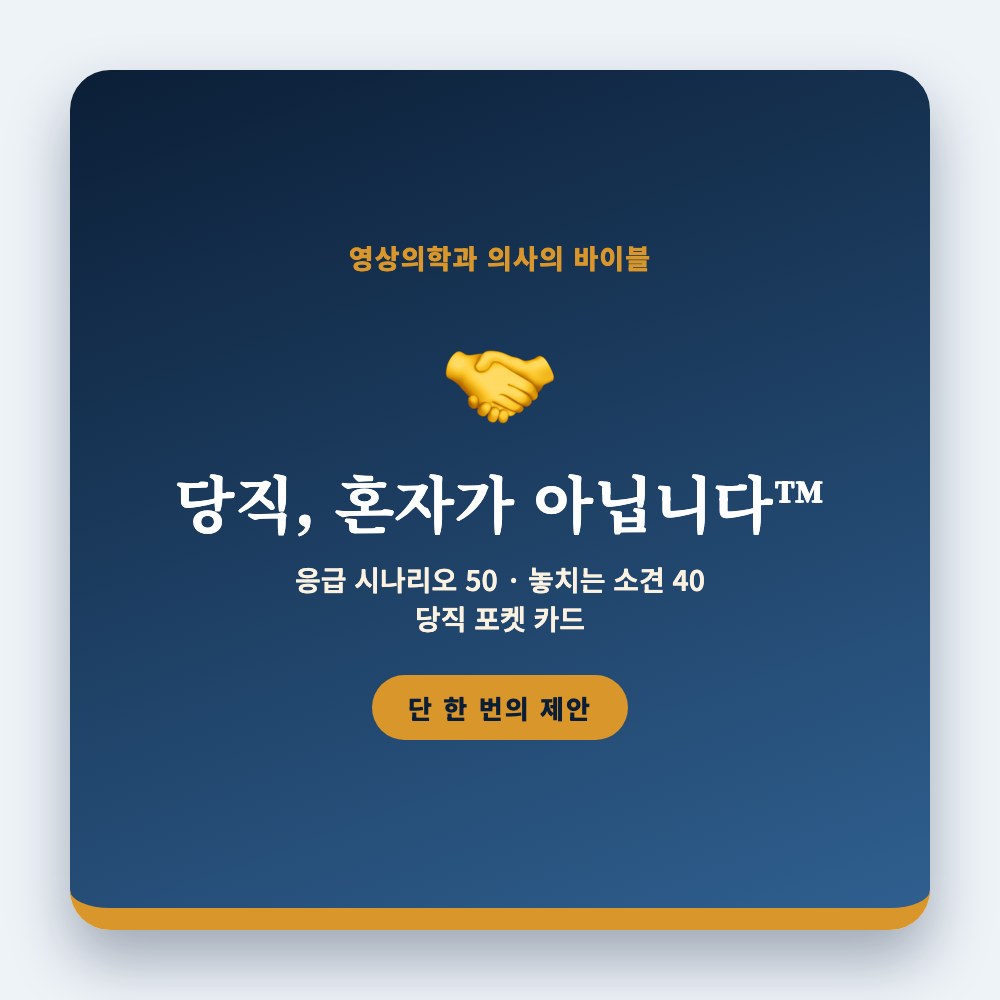 영상의학과 의사의 바이블
당직, 혼자가 아닙니다™
응급 시나리오 50 · 놓치는 소견 40
당직 포켓 카드
단 한 번의 제안